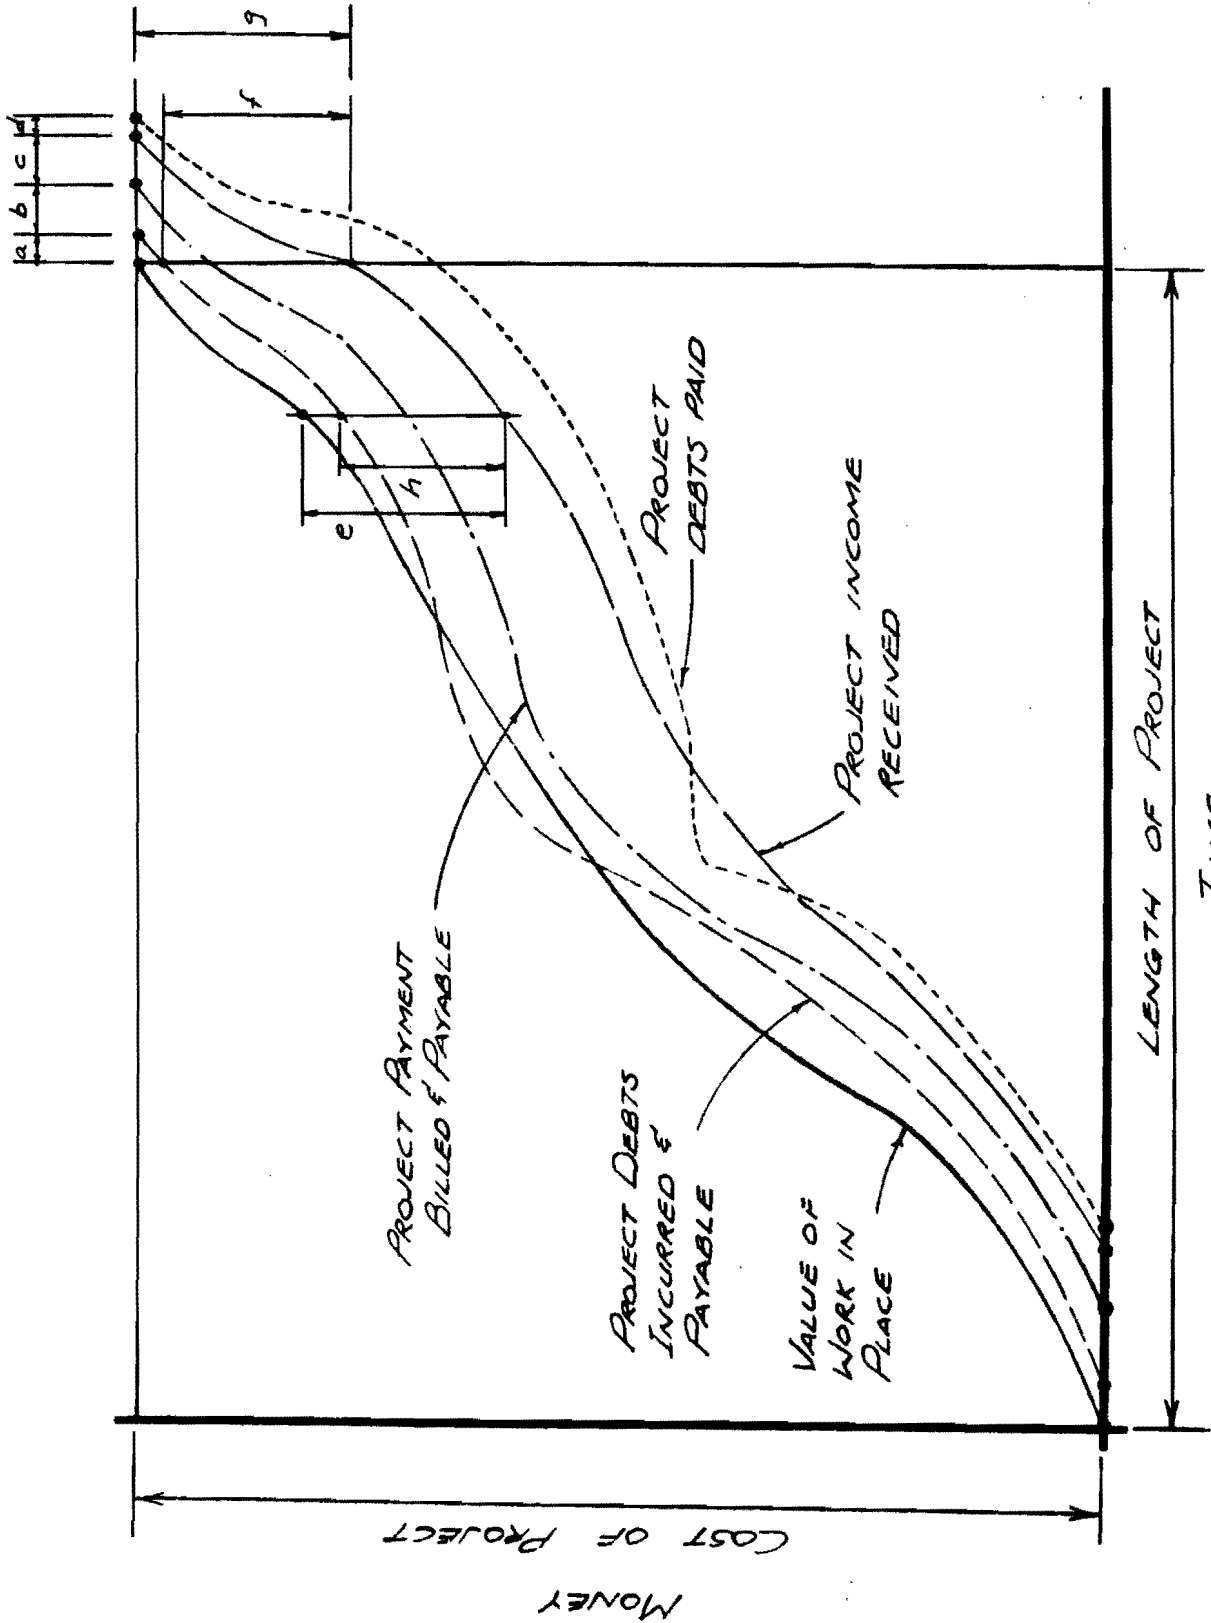 a
b
c
d
g
f
e
h
PROJECT PAYMENT
BILLED & PAYABLE
PROJECT DEBTS
INCURRED &
PAYABLE
VALUE OF
WORK IN
PLACE
PROJECT
DEBTS PAID
PROJECT INCOME
RECEIVED
MONEY
COST OF PROJECT
LENGTH OF PROJECT